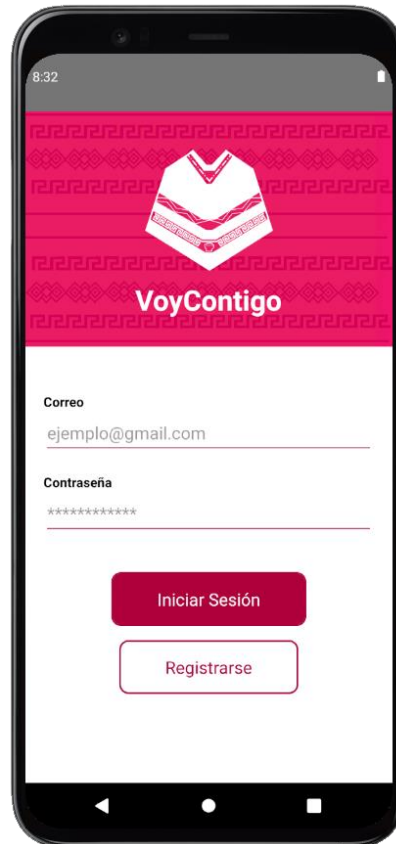 8:32
VoyContigo
Correo
ejemplo@gmail.com
Contraseña
************
Iniciar Sesión
Registrarse